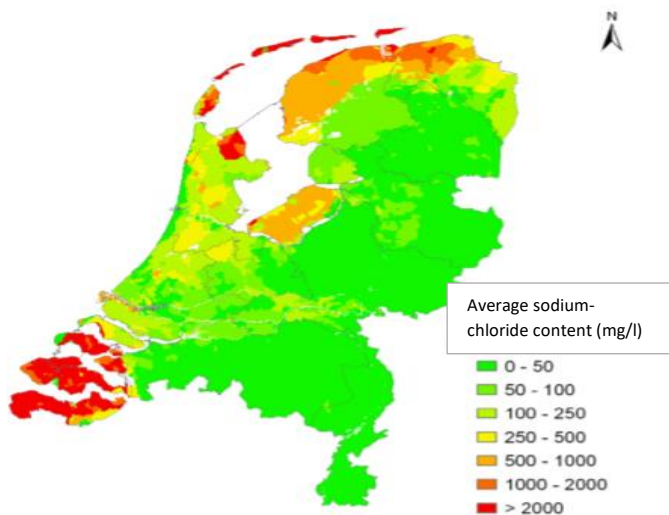 N
Average sodium-
chloride content (mg/l)
0 - 50
50 - 100
100 - 250
250 - 500
500 - 1000
1000 - 2000
> 2000